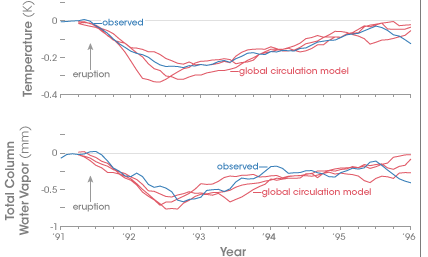 Temperature (K)
0
-0.2
-0.4
observed
eruption
global circulation model
Total Column
Water Vapor (mm)
0
-0.5
-1
observed
eruption
global circulation model
'91 '92 '93 '94 '95 '96
Year